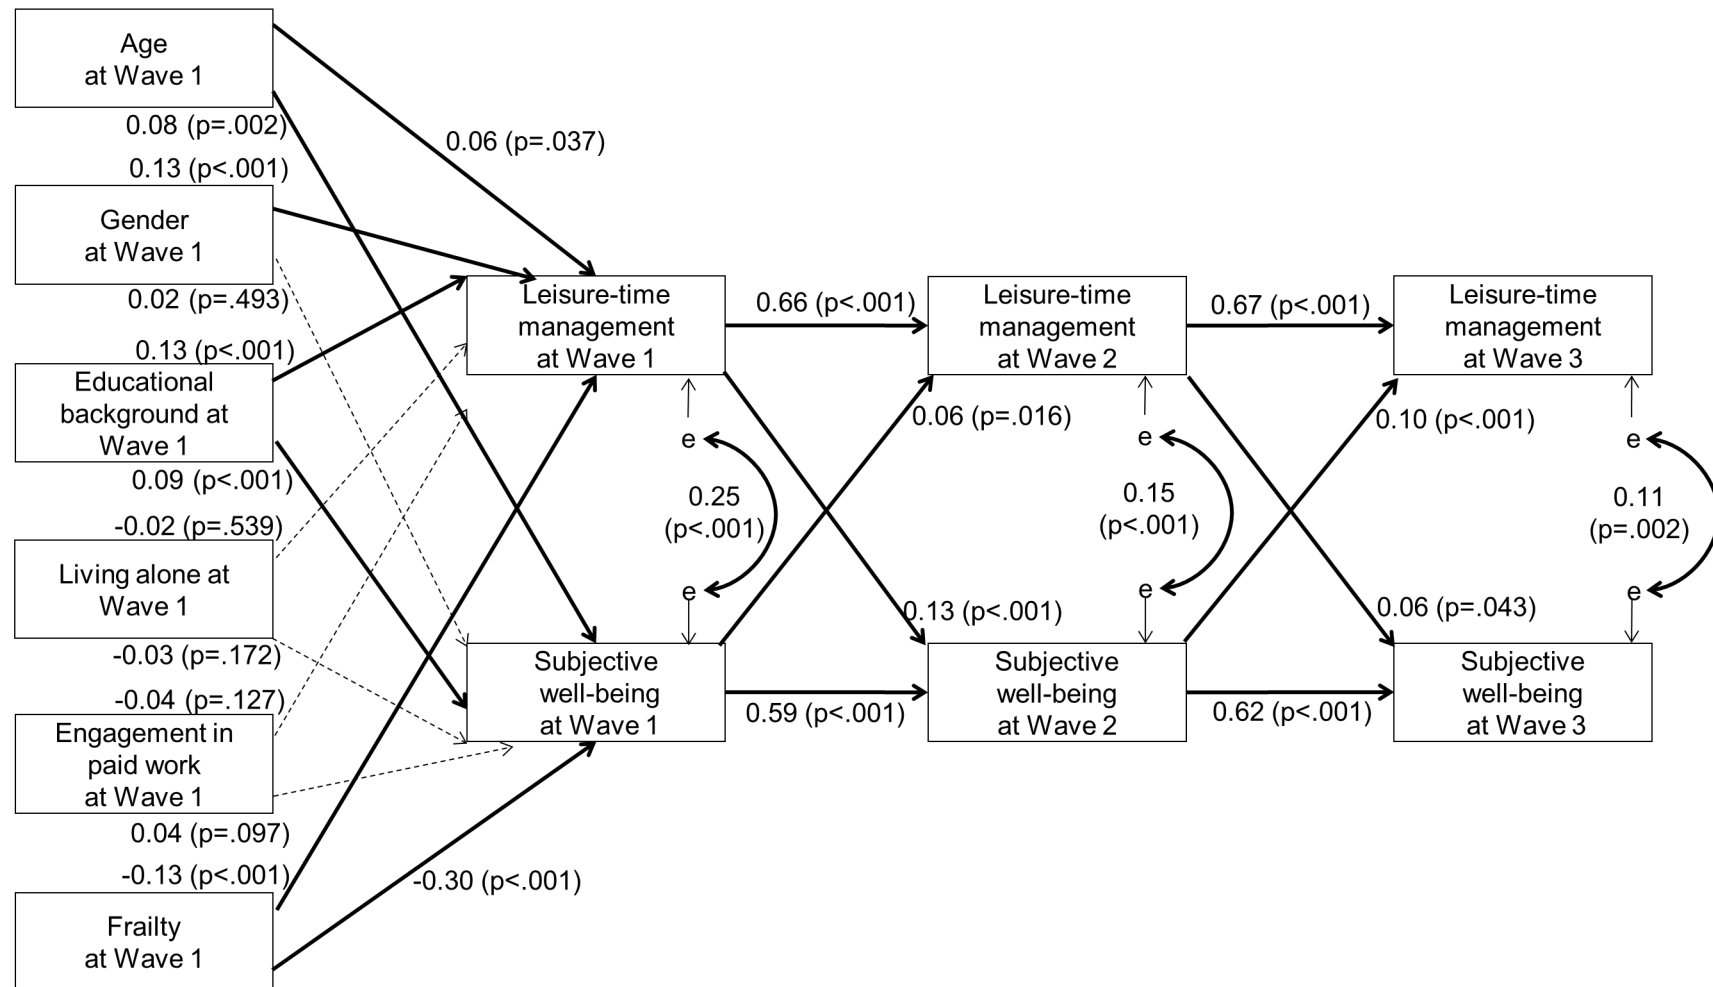 Age
at Wave 1
0.08 (p=.002)
0.13 (p<.001)
Gender
at Wave 1
0.02 (p=.493)
0.13 (p<.001)
Educational
background at
Wave 1
0.09 (p<.001)
-0.02 (p=.539)
Living alone at
Wave 1
-0.03 (p=.172)
-0.04 (p=.127)
Engagement in
paid work
at Wave 1
0.04 (p=.097)
-0.13 (p<.001)
Frailty
at Wave 1
0.06 (p=.037)
-0.30 (p<.001)
Leisure-time
management
at Wave 1
e
0.25
(p<.001)
e
Subjective
well-being
at Wave 1
0.66 (p<.001)
0.06 (p=.016)
0.13 (p<.001)
0.59 (p<.001)
Leisure-time
management
at Wave 2
e
0.15
(p<.001)
e
Subjective
well-being
at Wave 2
0.67 (p<.001)
0.10 (p<.001)
0.06 (p=.043)
0.62 (p<.001)
Leisure-time
management
at Wave 3
e
0.11
(p=.002)
e
Subjective
well-being
at Wave 3